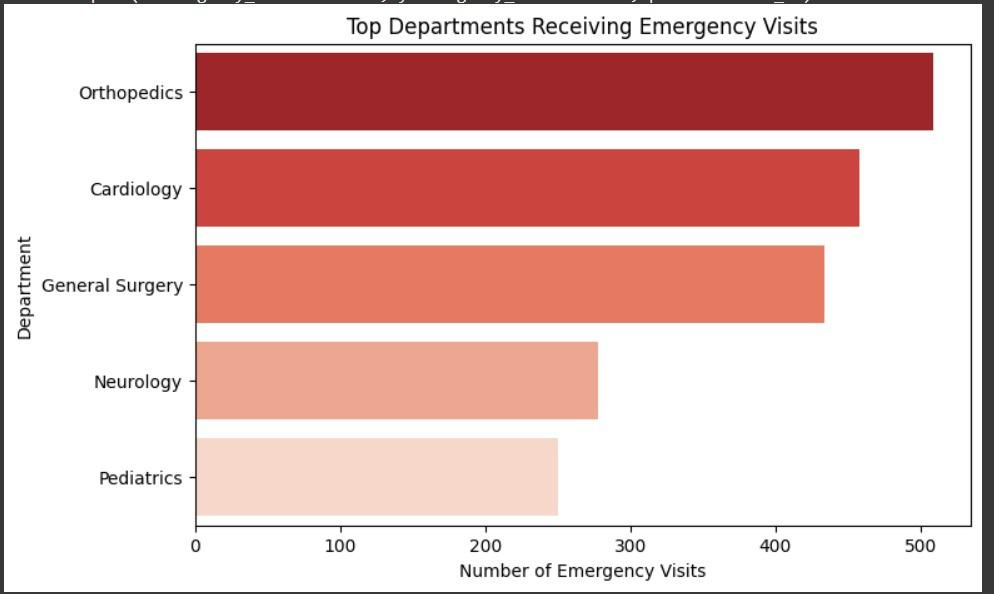 Top Departments Receiving Emergency Visits
Orthopedics
Cardiology
General Surgery
Neurology
Pediatrics
Department
0 100 200 300 400 500
Number of Emergency Visits